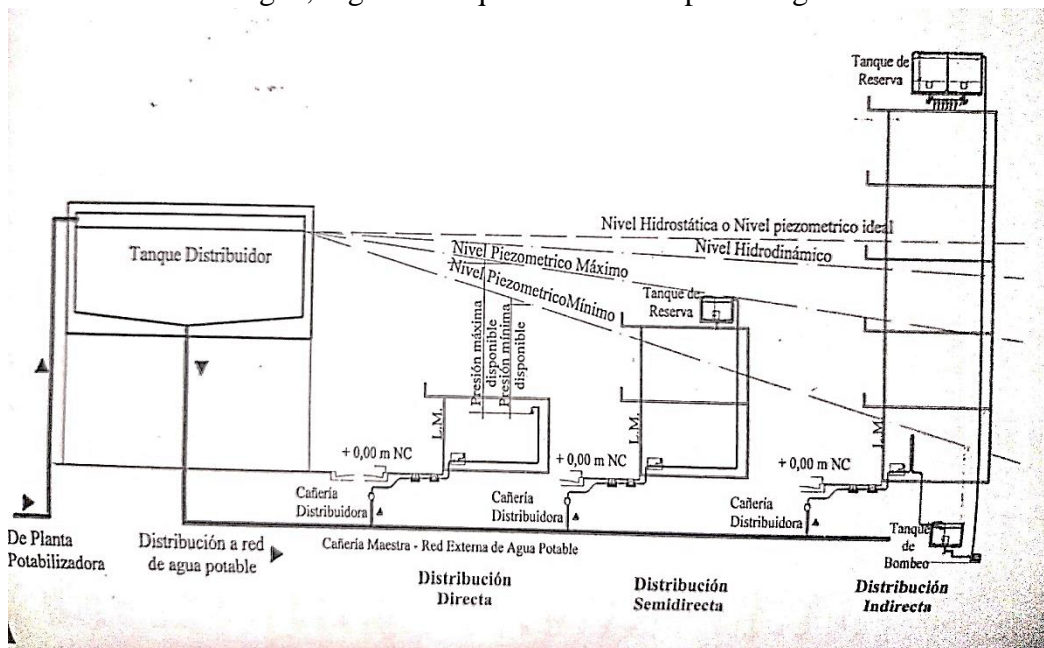 Tanque de
Reserva
Nivel Hidrostática o Nivel piezometrico ideal
Nivel Hidrodinámico
Nivel Piezometrico Máximo
Nivel PiezometricoMínimo
Tanque Distribuidor
Tanque de
Reserva
Presión máxima
disponible
Presión mínima
disponible
L.M.
L.M.
L.M.
+ 0,00 m NC
+ 0,00 m NC
+ 0,00 m NC
Cañería
Distribuidora
Cañería
Distribuidora
Cañería
Distribuidora
De Planta
Potabilizadora
Distribución a red
de agua potable
Cañería Maestra - Red Externa de Agua Potable
Tanque
de
Bombeo
Distribución
Directa
Distribución
Semidirecta
Distribución
Indirecta